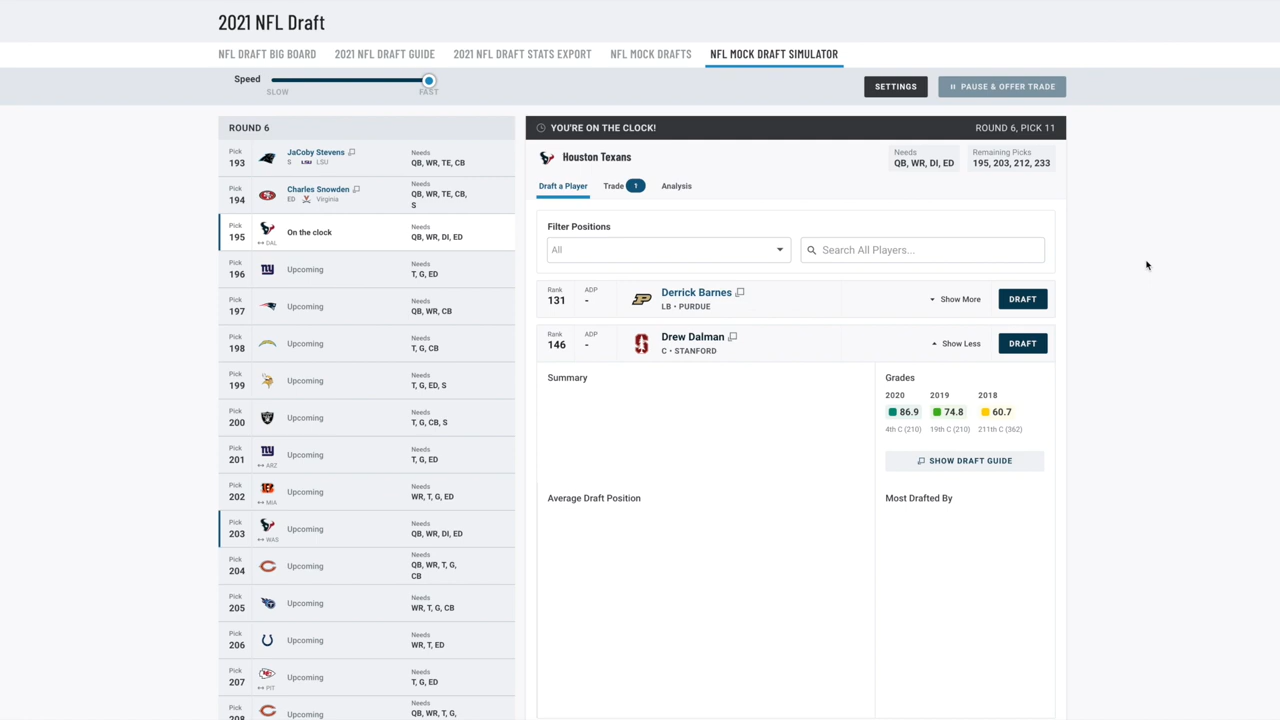 2021 NFL Draft
NFL DRAFT BIG BOARD 2021 NFL DRAFT GUIDE 2021 NFL DRAFT STATS EXPORT NFL MOCK DRAFTS NFL MOCK DRAFT SIMULATOR
Speed
SLOW FAST
SETTINGS
PAUSE & OFFER TRADE
ROUND 6
Pick
193
JaCoby Stevens
S LSU LSU
Needs
QB, WR, TE, CB
Pick
194
Charles Snowden
ED Virginia
Needs
QB, WR, TE, CB,
S
Pick
195
↔ DAL
On the clock
Needs
QB, WR, DI, ED
Pick
196
Upcoming
Needs
T, G, ED
Pick
197
Upcoming
Needs
QB, WR, CB
Pick
198
Upcoming
Needs
T, G, CB
Pick
199
Upcoming
Needs
T, G, ED, S
Pick
200
Upcoming
Needs
T, G, CB, S
Pick
201
↔ ARZ
Upcoming
Needs
T, G, ED
Pick
202
↔ MIA
Upcoming
Needs
WR, T, G, ED
Pick
203
↔ WAS
Upcoming
Needs
QB, WR, DI, ED
Pick
204
Upcoming
Needs
QB, WR, T, G,
CB
Pick
205
Upcoming
Needs
WR, T, G, CB
Pick
206
Upcoming
Needs
WR, T, ED
Pick
207
↔ PIT
Upcoming
Needs
T, G, ED
Pick
208
Upcoming
Needs
QB, WR, T, G,
YOU'RE ON THE CLOCK! ROUND 6, PICK 11
Houston Texans
Needs
QB, WR, DI, ED
Remaining Picks
195, 203, 212, 233
Draft a Player Trade 1 Analysis
Filter Positions
All
Search All Players...
Rank
131
ADP
-
Derrick Barnes
LB • PURDUE
Show More
DRAFT
Rank
146
ADP
-
Drew Dalman
C • STANFORD
Show Less
DRAFT
Summary
Grades
2020 2019 2018
86.9 74.8 60.7
4th C (210) 19th C (210) 211th C (362)
SHOW DRAFT GUIDE
Average Draft Position
Most Drafted By